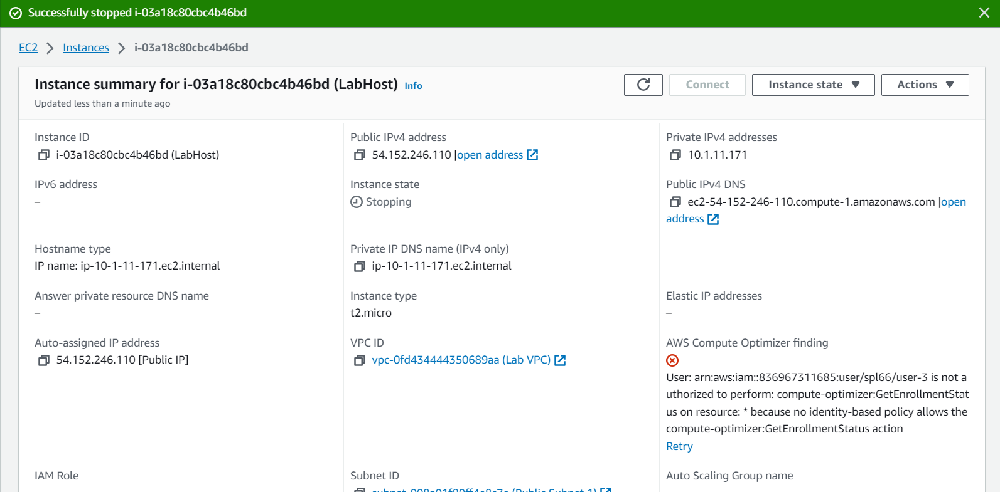 Successfully stopped i-03a18c80cbc4b46bd
EC2 Instances i-03a18c80cbc4b46bd
Instance summary for i-03a18c80cbc4b46bd (LabHost) Info
Updated less than a minute ago
Connect Instance state Actions
Instance ID
i-03a18c80cbc4b46bd (LabHost)
Public IPv4 address
54.152.246.110 |open address
Private IPv4 addresses
10.1.11.171
IPv6 address
–
Instance state
Stopping
Public IPv4 DNS
ec2-54-152-246-110.compute-1.amazonaws.com |open
address
Hostname type
IP name: ip-10-1-11-171.ec2.internal
Private IP DNS name (IPv4 only)
ip-10-1-11-171.ec2.internal
Answer private resource DNS name
–
Instance type
t2.micro
Elastic IP addresses
–
Auto-assigned IP address
54.152.246.110 [Public IP]
VPC ID
vpc-0fd434444350689aa (Lab VPC)
AWS Compute Optimizer finding
User: arn:aws:iam::836967311685:user/spl66/user-3 is not a
uthorized to perform: compute-optimizer:GetEnrollmentStat
us on resource: * because no identity-based policy allows the
compute-optimizer:GetEnrollmentStatus action
Retry
IAM Role
Subnet ID
(Public Subnet 1)
Auto Scaling Group name